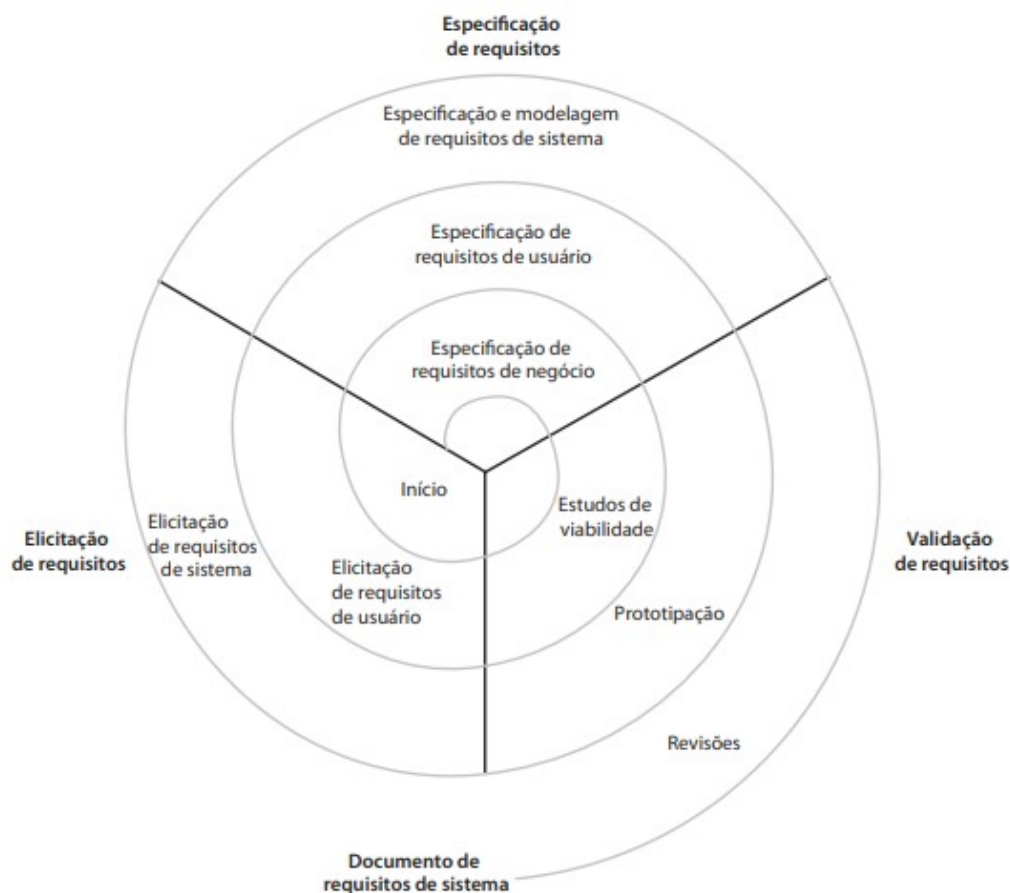 Especificação
de requisitos
Especificação e modelagem
de requisitos de sistema
Especificação de
requisitos de usuário
Especificação de
requisitos de negócio
Início
Estudos de
viabilidade
Elicitação
de requisitos
Elicitação
de requisitos
de sistema
Elicitação
de requisitos
de usuário
Validação
de requisitos
Prototipação
Revisões
Documento de
requisitos de sistema